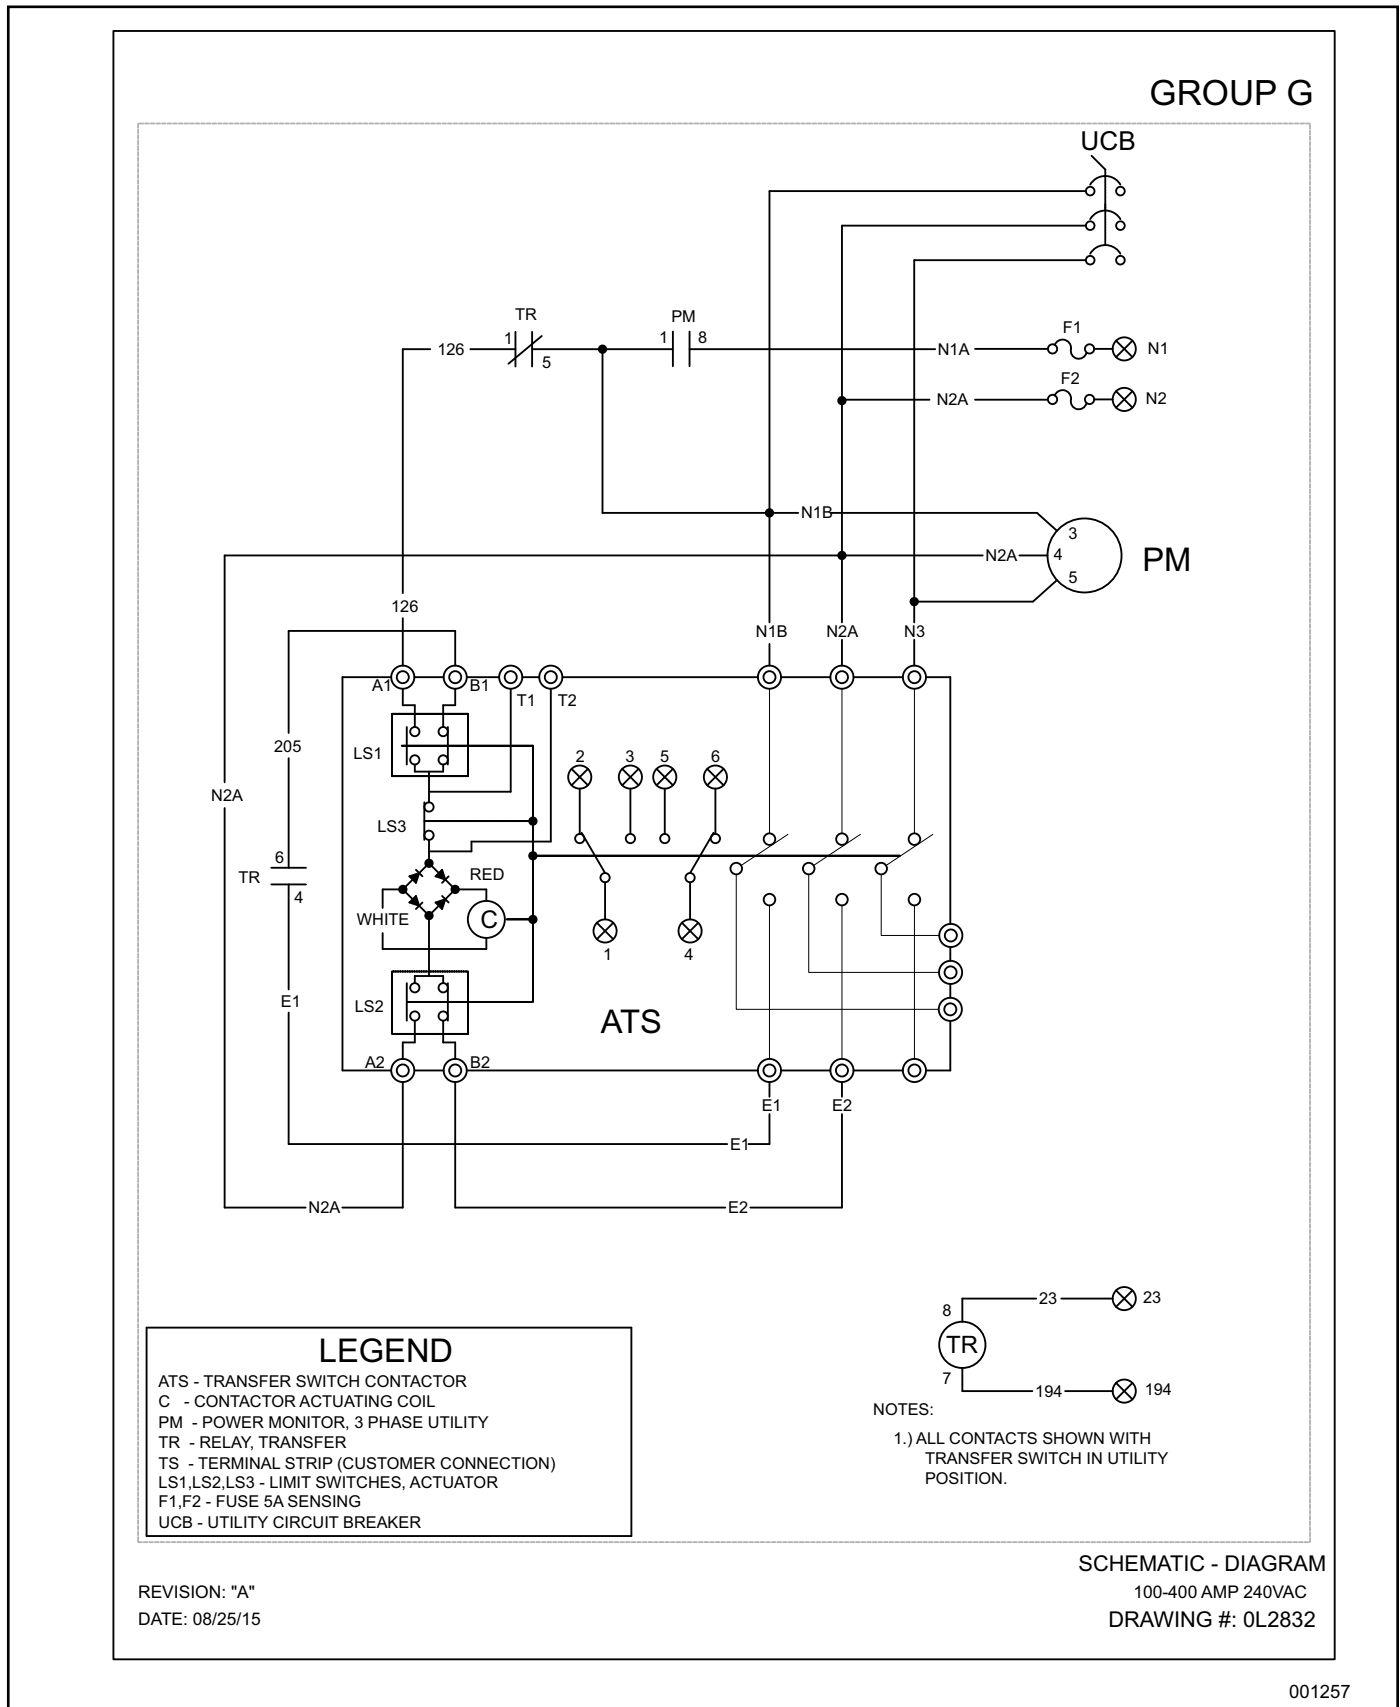 GROUP G
UCB
TR
1
5
PM
1
8
126
N1A
F1
N1
N2A
F2
N2
N1B
3
N2A
4
5
PM
126
N1B
N2A
N3
A1
B1
T1
T2
205
LS1
2
3
5
6
N2A
LS3
6
TR
4
RED
WHITE
C
1
4
E1
LS2
ATS
A2
B2
E1
E2
E1
N2A
E2
8
23
23
TR
7
194
194
LEGEND
ATS - TRANSFER SWITCH CONTACTOR
C - CONTACTOR ACTUATING COIL
PM - POWER MONITOR, 3 PHASE UTILITY
TR - RELAY, TRANSFER
TS - TERMINAL STRIP (CUSTOMER CONNECTION)
LS1,LS2,LS3 - LIMIT SWITCHES, ACTUATOR
F1,F2 - FUSE 5A SENSING
UCB - UTILITY CIRCUIT BREAKER
NOTES:
1.) ALL CONTACTS SHOWN WITH
TRANSFER SWITCH IN UTILITY
POSITION.
REVISION: "A"
DATE: 08/25/15
SCHEMATIC - DIAGRAM
100-400 AMP 240VAC
DRAWING #: 0L2832
001257